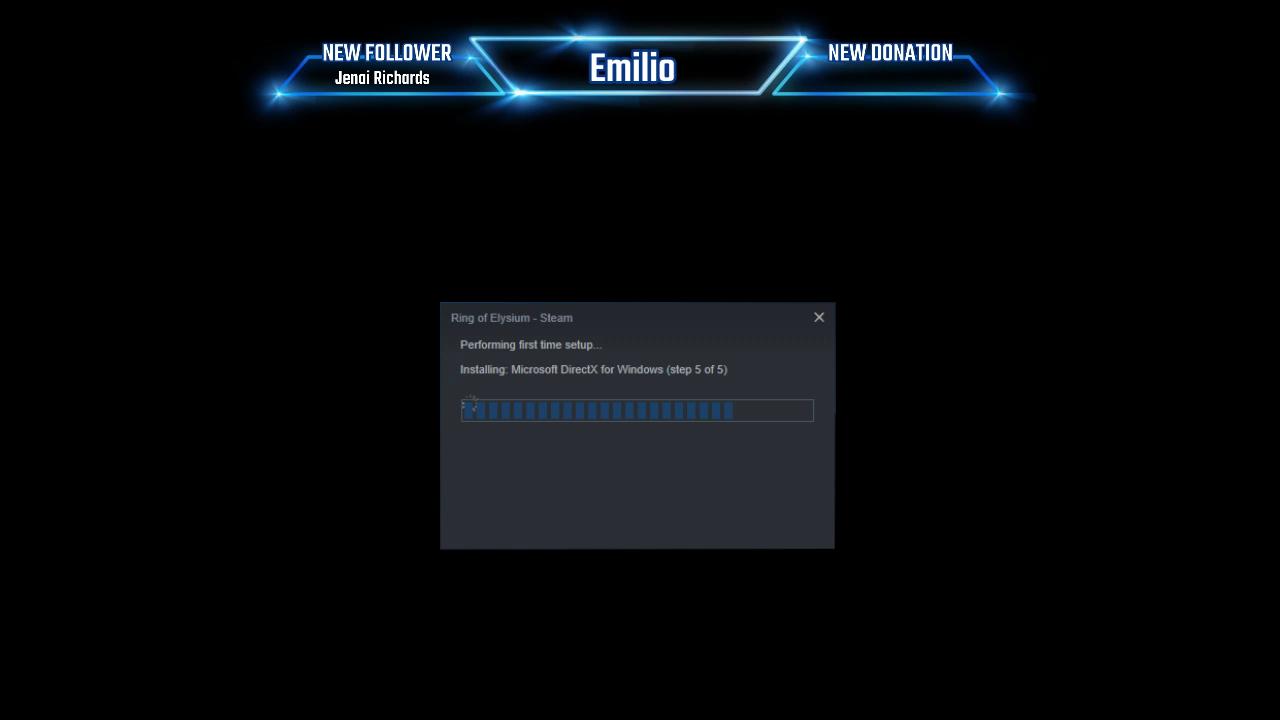 NEW FOLLOWER
Jenai Richards
Emilio
NEW DONATION
Ring of Elysium - Steam
Performing first time setup...
Installing: Microsoft DirectX for Windows (step 5 of 5)